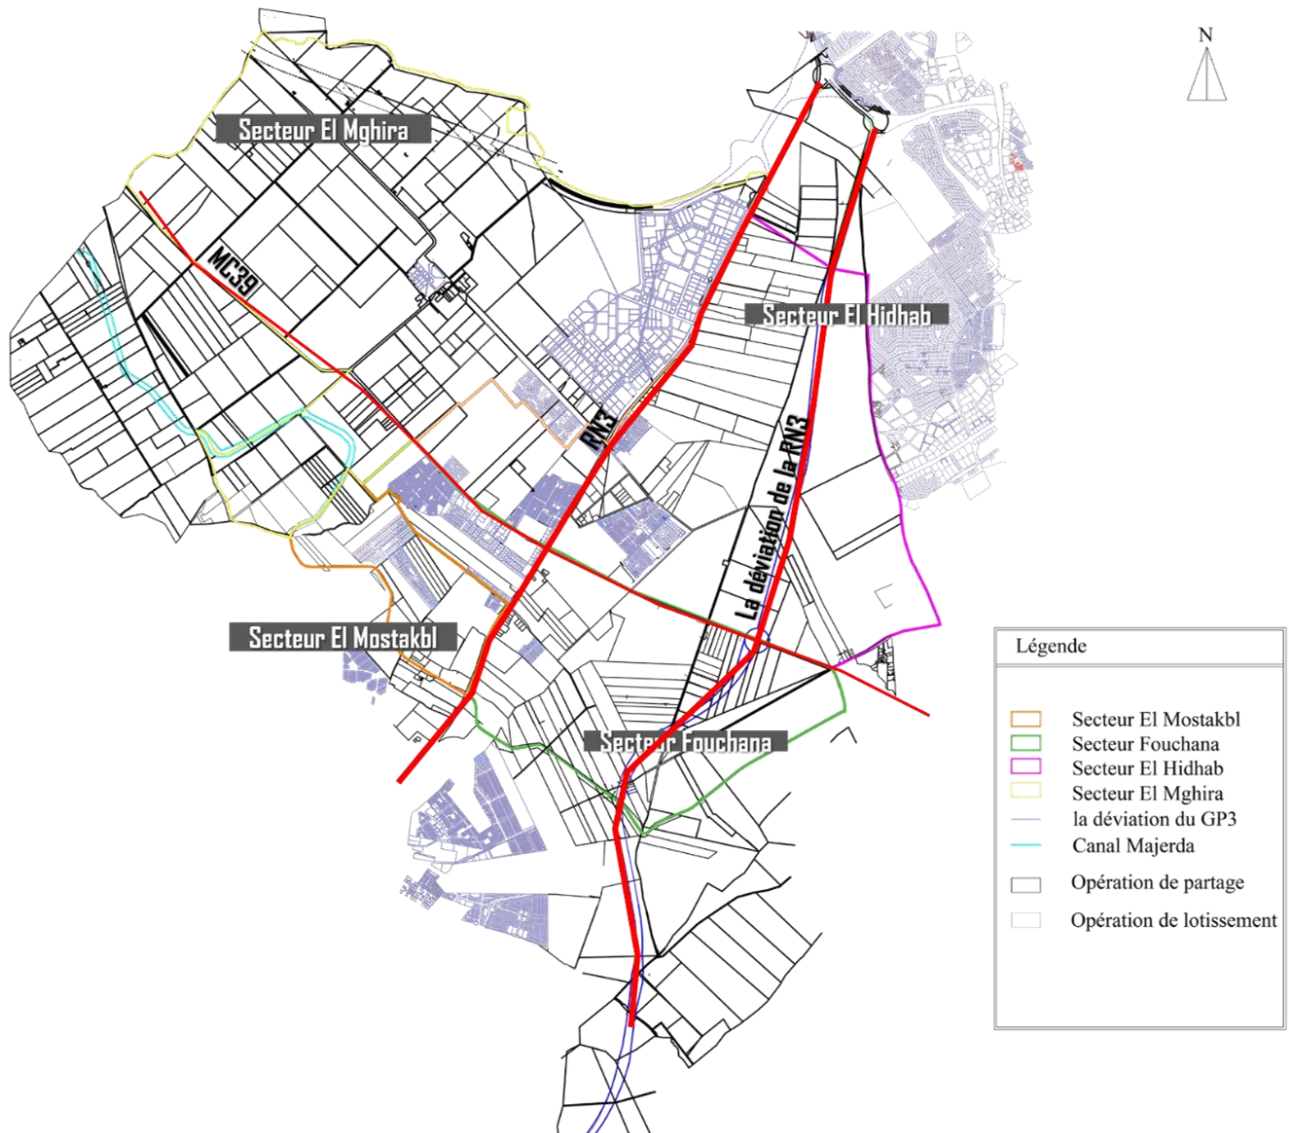 N
Secteur El Mghira
MC39
Secteur El Hidhab
RN3
La déviation de la RN3
Secteur El Mostakbl
Secteur Fouchana
Légende
Secteur El Mostakbl
Secteur Fouchana
Secteur El Hidhab
Secteur El Mghira
la déviation du GP3
Canal Majerda
Opération de partage
Opération de lotissement